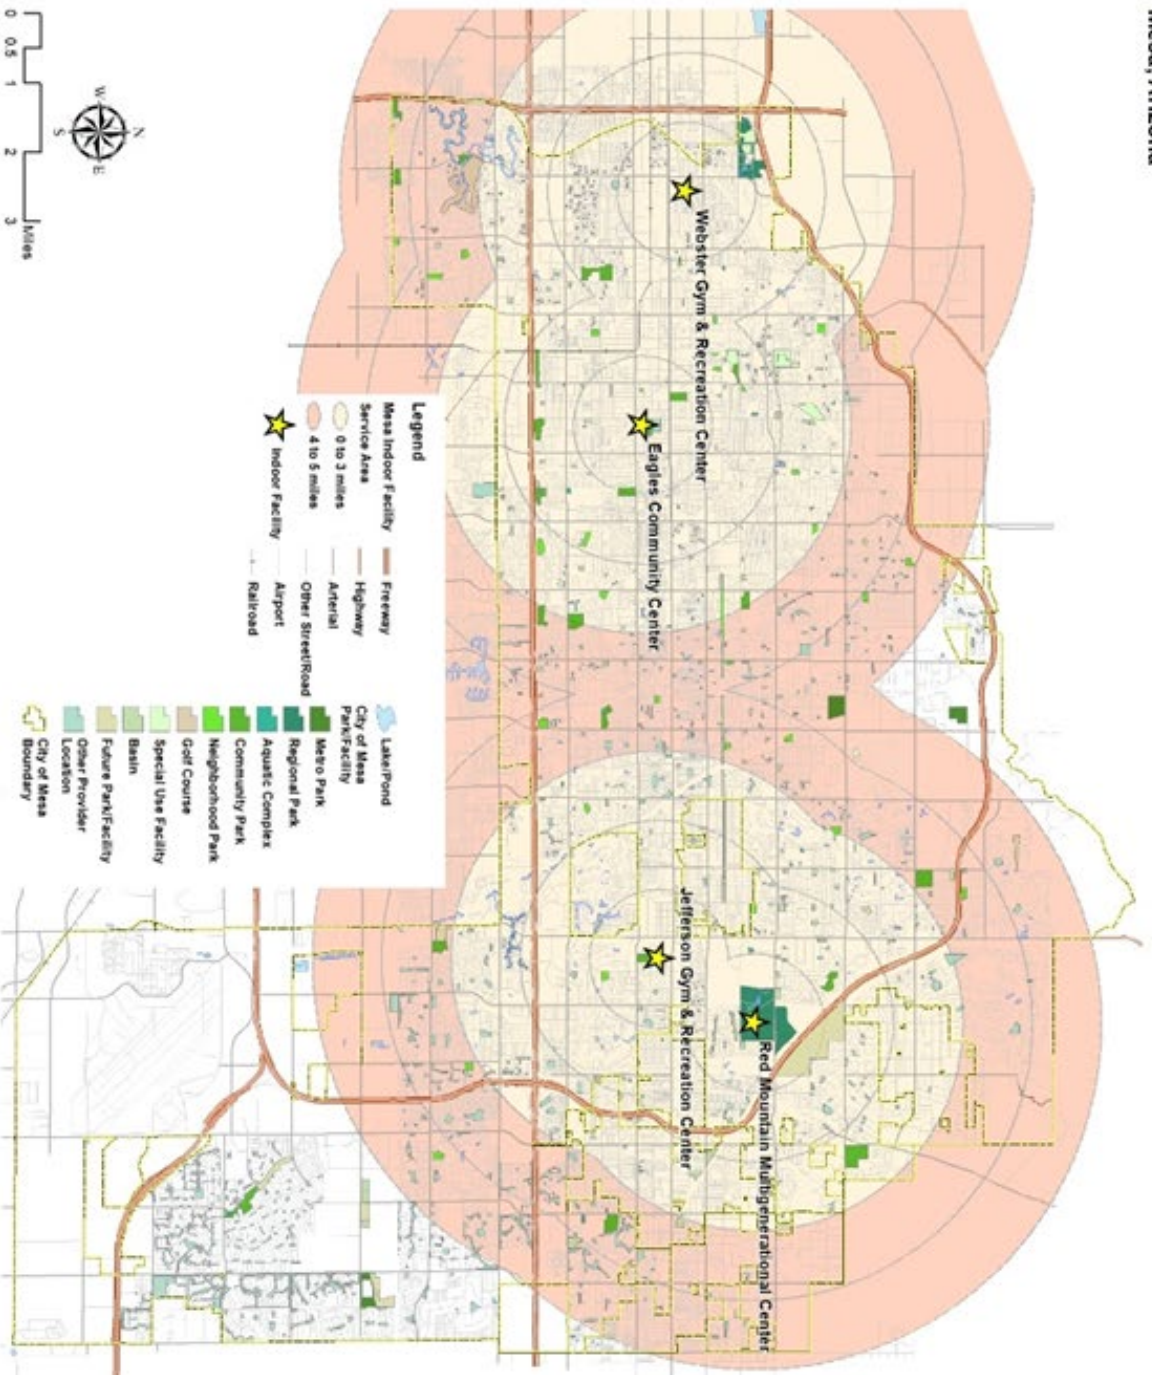 Mesa, Arizona
Webster Gym & Recreation Center
Eagles Community Center
Jefferson Gym & Recreation Center
Red Mountain Multigenerational Center
N
W
E
S
0 0.5 1 2 3
Miles
Legend
Mesa Indoor Facility
Service Area
0 to 3 miles
4 to 5 miles
Indoor Facility
Freeway
Highway
Arterial
Other Street/Road
Airport
Railroad
Lake/Pond
City of Mesa
Park/Facility
Metro Park
Regional Park
Aquatic Complex
Community Park
Neighborhood Park
Golf Course
Special Use Facility
Basin
Future Park/Facility
Other Provider
Location
City of Mesa
Boundary